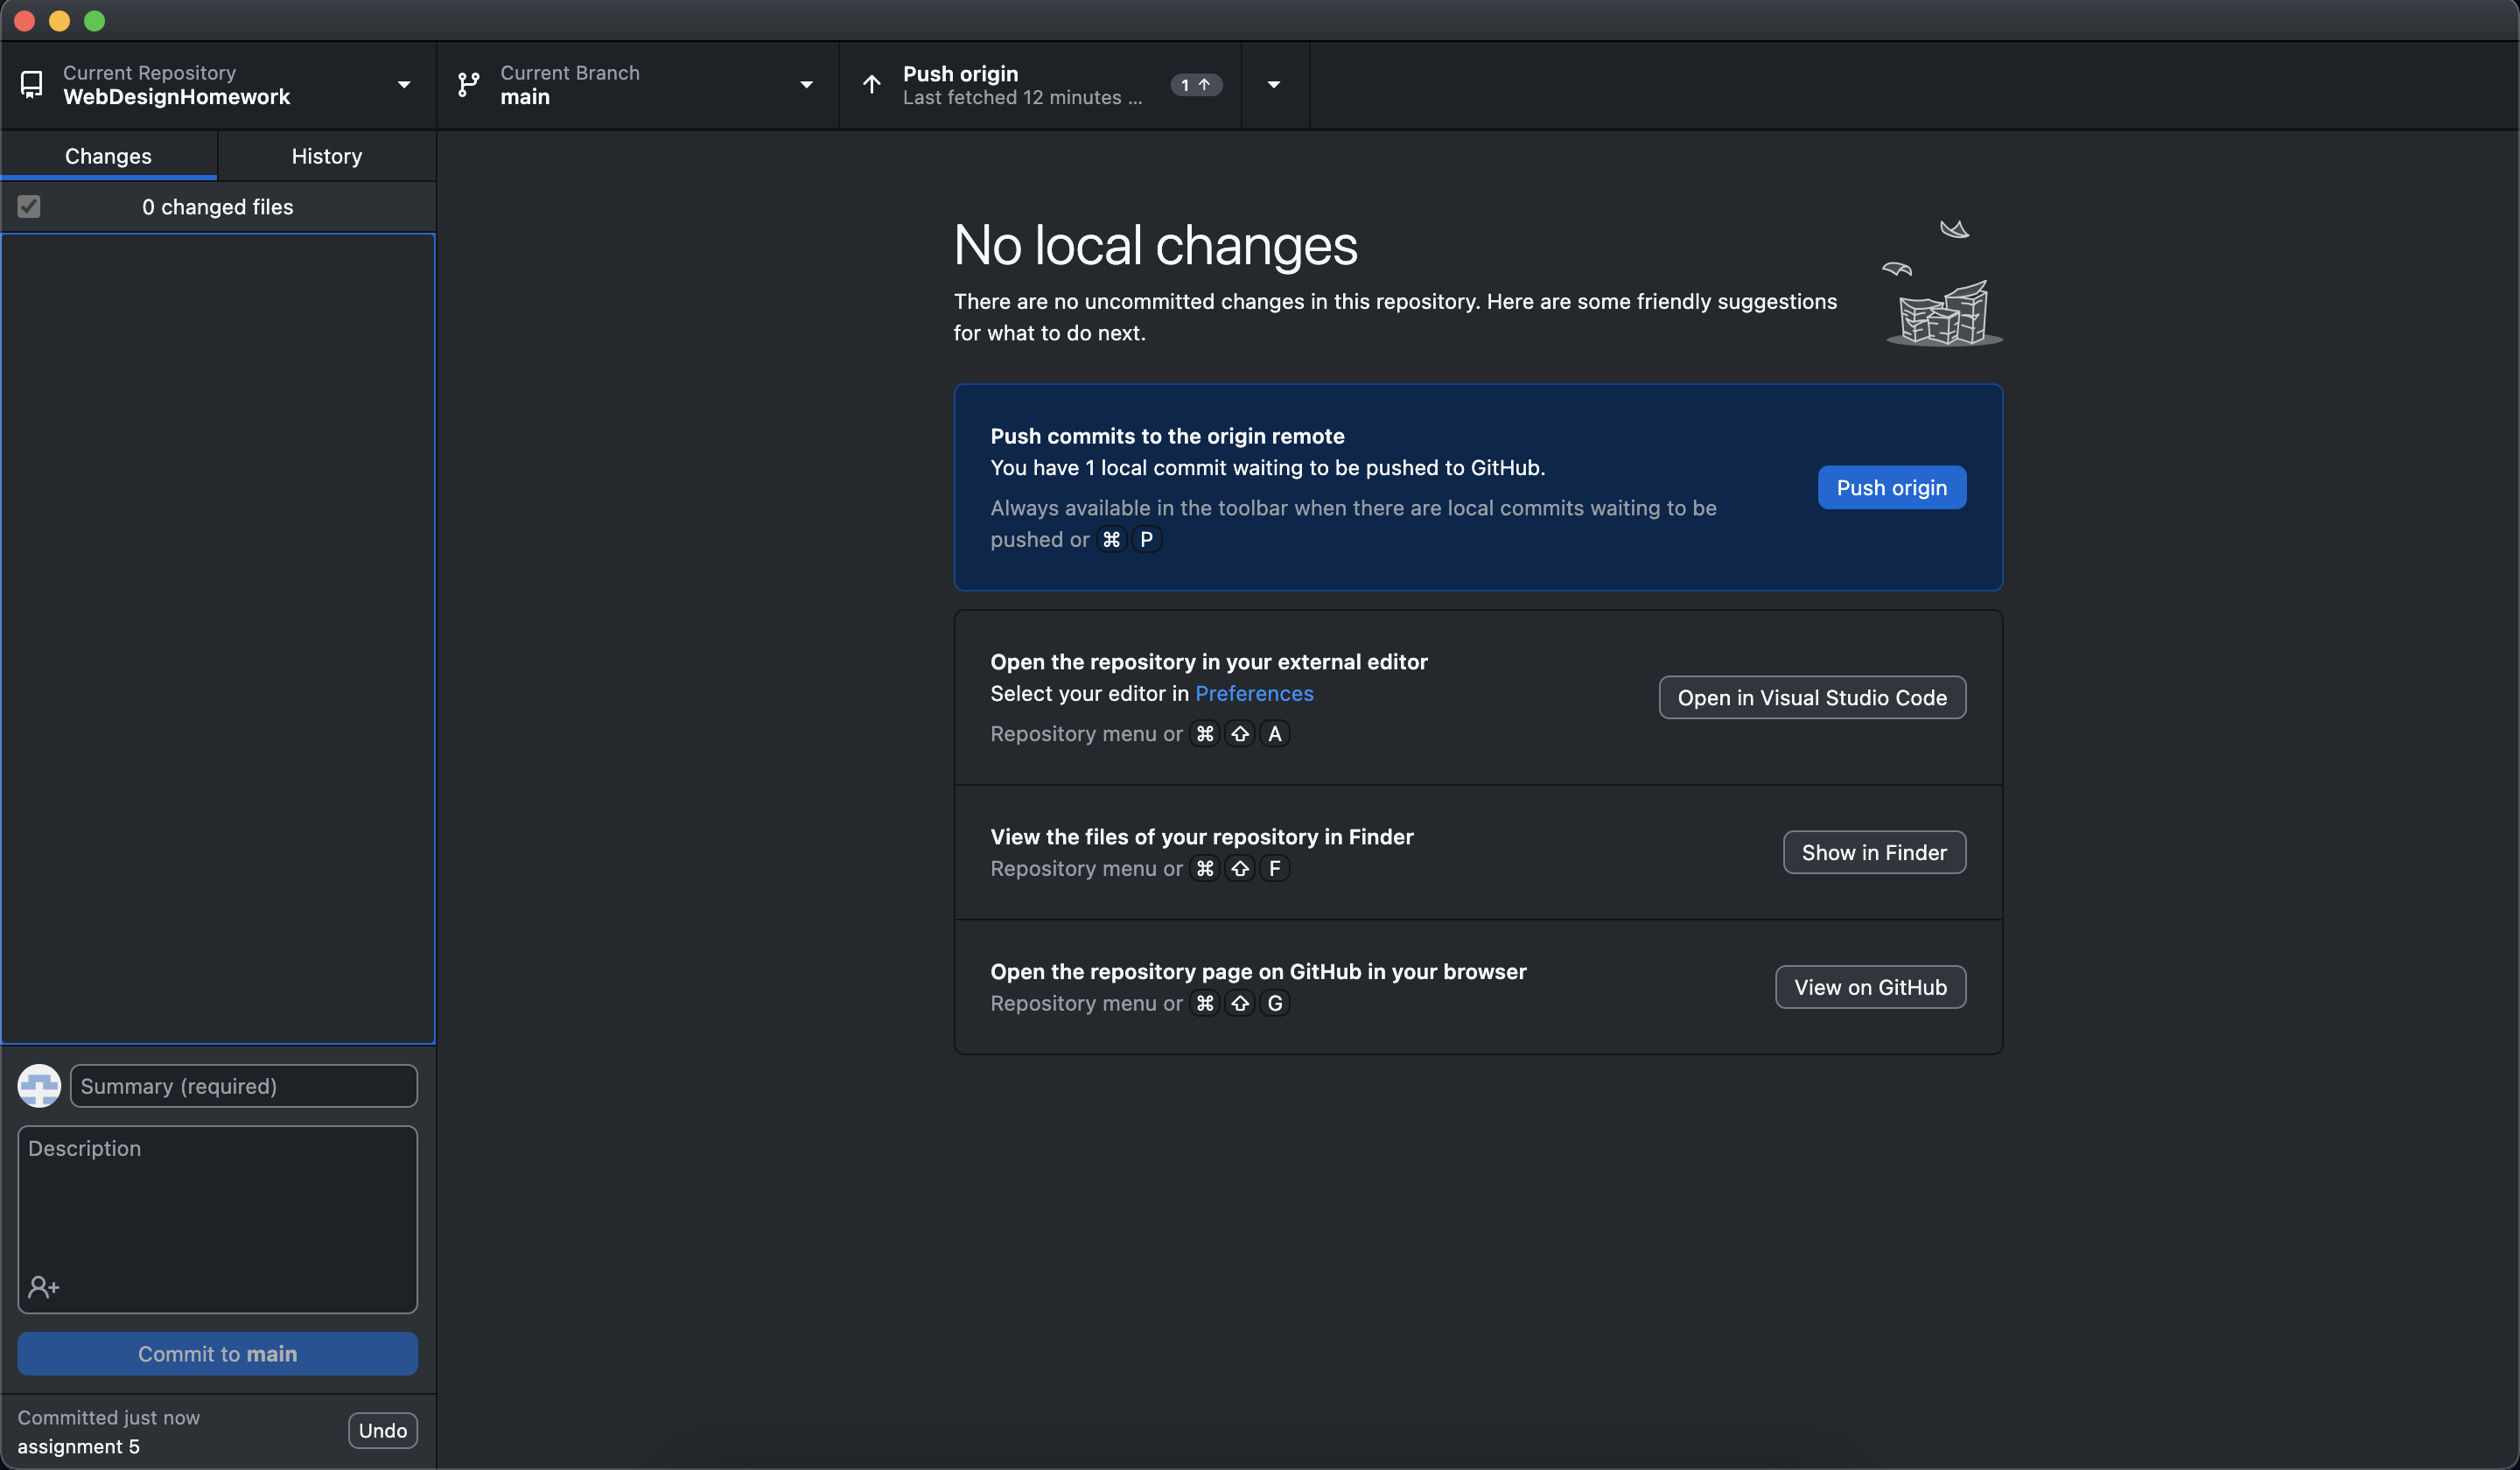 Current Repository
WebDesignHomework
Current Branch
main
Push origin
Last fetched 12 minutes ...
1
Changes
History
0 changed files
No local changes
There are no uncommitted changes in this repository. Here are some friendly suggestions
for what to do next.
Push commits to the origin remote
You have 1 local commit waiting to be pushed to GitHub.
Always available in the toolbar when there are local commits waiting to be
pushed or ⌘ P
Push origin
Open the repository in your external editor
Select your editor in Preferences
Repository menu or ⌘ ⇧ A
Open in Visual Studio Code
View the files of your repository in Finder
Repository menu or ⌘ ⇧ F
Show in Finder
Open the repository page on GitHub in your browser
Repository menu or ⌘ ⇧ G
View on GitHub
Summary (required)
Description
Commit to main
Committed just now
assignment 5
Undo